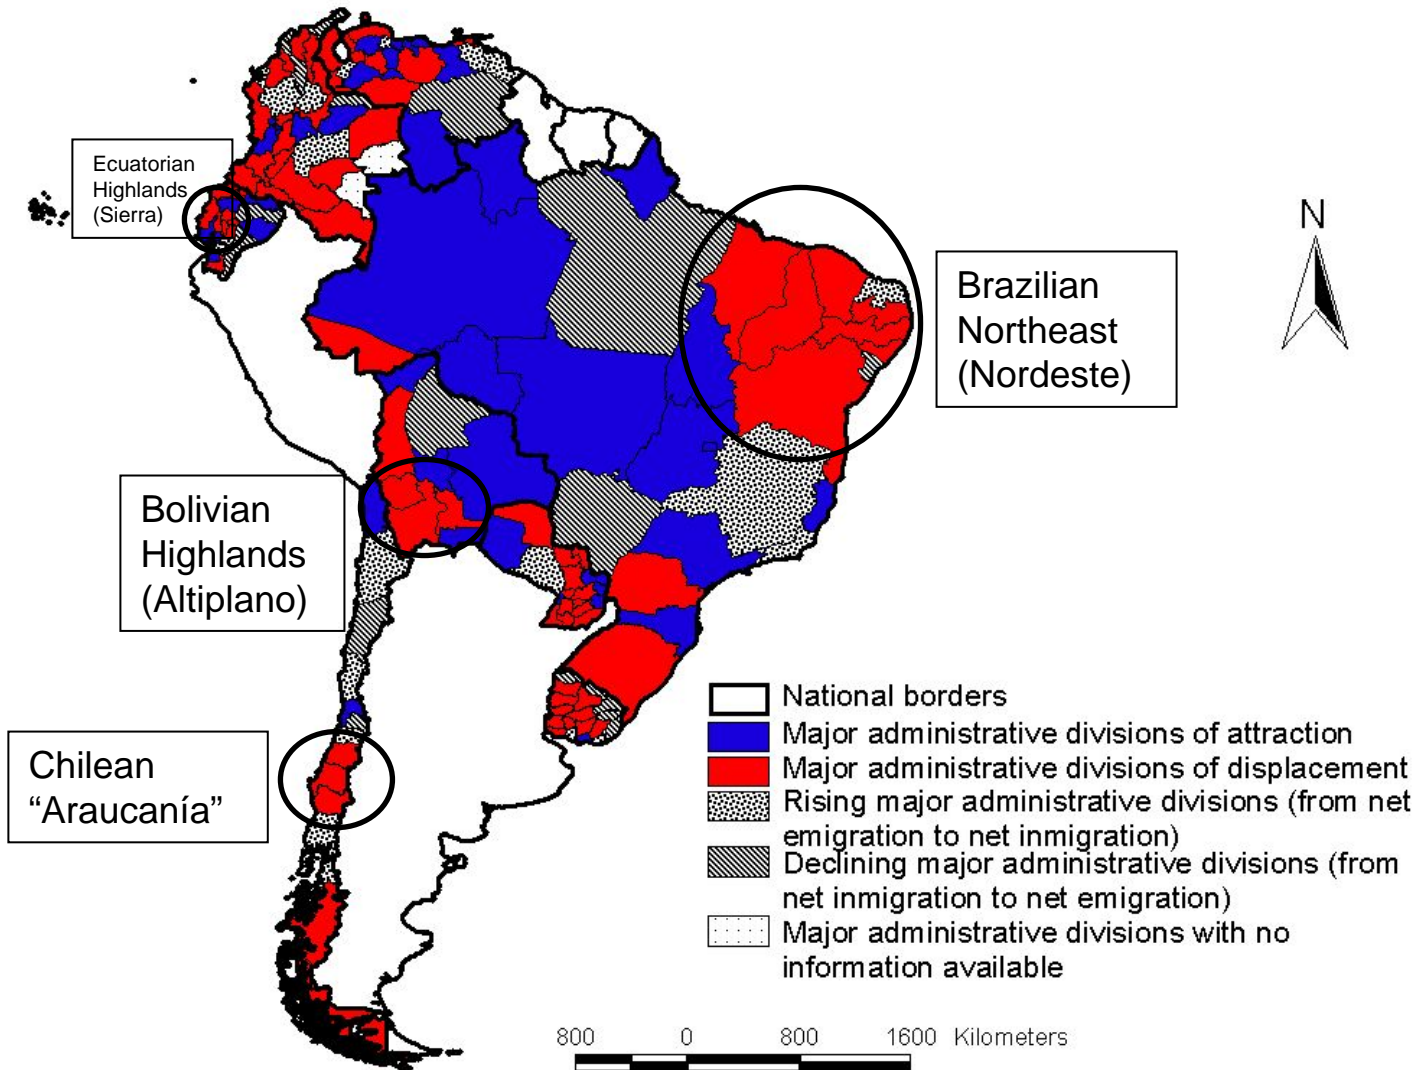 Ecuatorian
Highlands
(Sierra)
N
Brazilian
Northeast
(Nordeste)
Bolivian
Highlands
(Altiplano)
Chilean
“Araucanía”
National borders
Major administrative divisions of attraction
Major administrative divisions of displacement
Rising major administrative divisions (from net
emigration to net inmigration)
Declining major administrative divisions (from
net inmigration to net emigration)
Major administrative divisions with no
information available
800 0 800 1600 Kilometers